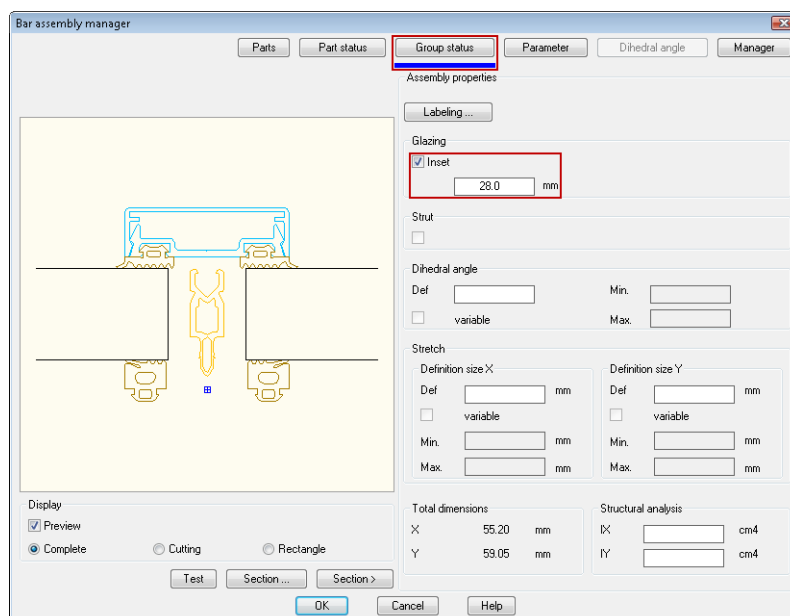 Bar assembly manager
Parts Part status Group status Parameter Dihedral angle Manager
Assembly properties
Labeling ...
Glazing
Inset
28.0 mm
Strut
Dihedral angle
Def Min.
variable Max.
Stretch
Definition size X Definition size Y
Def mm Def mm
variable variable
Min. mm Min. mm
Max. mm Max. mm
Display
Preview
Complete Cutting Rectangle
Total dimensions Structural analysis
X 55.20 mm IX cm4
Y 59.05 mm IY cm4
Test Section ... Section >
OK Cancel Help